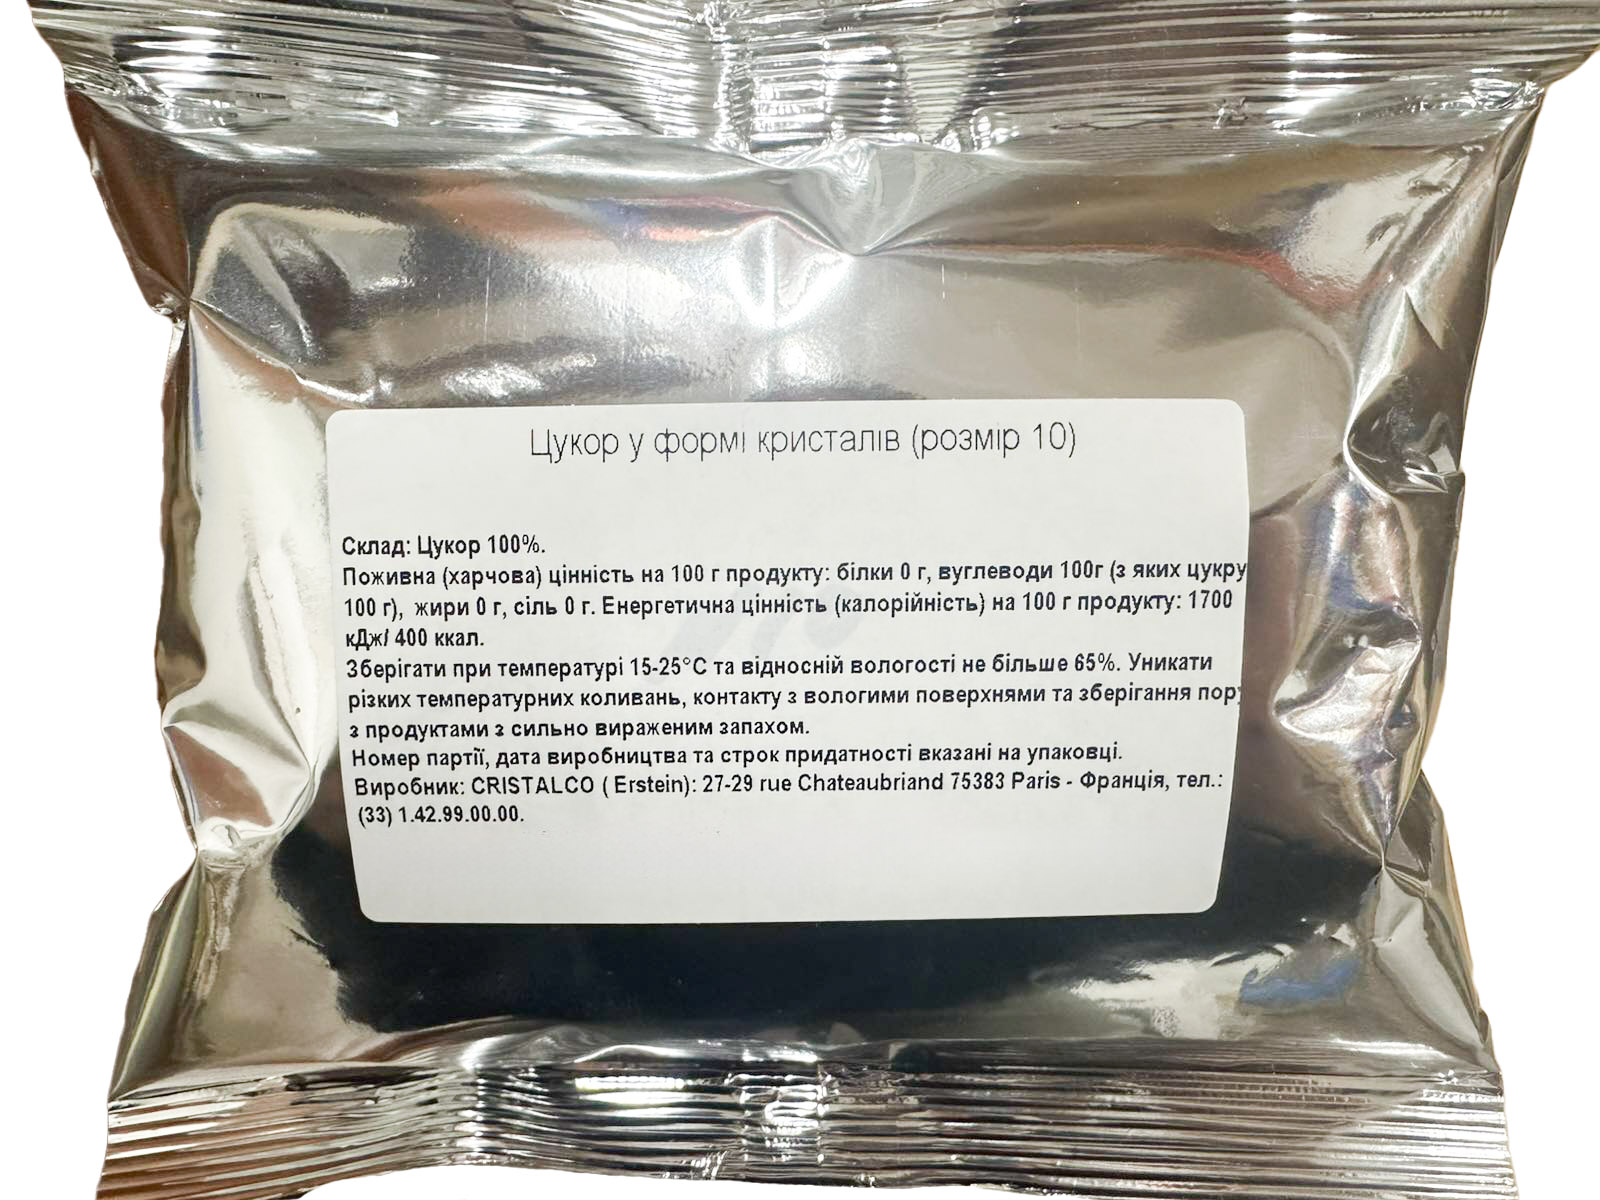 Цукор у формі кристалів (розмір 10)
Склад: Цукор 100%.
Поживна (харчова) цінність на 100 г продукту: білки 0 г, вуглеводи 100г (з яких цукру
100 г), жири 0 г, сіль 0 г. Енергетична цінність (калорійність) на 100 г продукту: 1700
кДж/ 400 ккал.
Зберігати при температурі 15-25°С та відносній вологості не більше 65%. Уникати
різких температурних коливань, контакту з вологими поверхнями та зберігання
з продуктами з сильно вираженим запахом.
Номер партії, дата виробництва та строк придатності вказані на упаковці.
Виробник: CRISTALCO ( Erstein): 27-29 rue Chateaubriand 75383 Paris - Франція, тел.:
(33) 1.42.99.00.00.